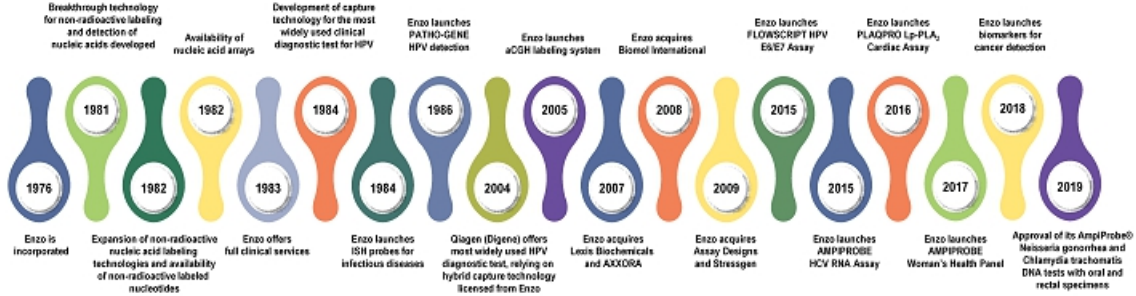 1976
Enzo is
incorporated
Breakthrough technology
for non-radioactive labeling
and detection of
nucleic acids developed
1981
1982
Expansion of non-radioactive
nucleic acid labeling
technologies and availability
of non-radioactive labeled
nucleotides
Availability of
nucleic acid arrays
1982
1983
Enzo offers
full clinical services
Development of capture
technology for the most
widely used clinical
diagnostic test for HPV
1984
1984
Enzo launches
ISH probes for
infectious diseases
Enzo launches
PATHO-GENE
HPV detection
1986
2004
Qiagen (Digene) offers
most widely used HPV
diagnostic test, relying on
hybrid capture technology
licensed from Enzo
Enzo launches
aCGH labeling system
2005
2007
Enzo acquires
Lexis Biochemicals
and AXXORA
Enzo acquires
Biomol International
2008
2009
Enzo acquires
Assay Designs
and Stressgen
Enzo launches
FLOWSCRIPT HPV
E6/E7 Assay
2015
2015
Enzo launches
AMPIPROBE
HCV RNA Assay
Enzo launches
PLAQPRO Lp-PLA₂
Cardiac Assay
2016
2017
Enzo launches
AMPIPROBE
Woman's Health Panel
Enzo launches
biomarkers for
cancer detection
2018
2019
Approval of its AmpiProbe®
Neisseria gonorrhea and
Chlamydia trachomatis
DNA tests with oral and
rectal specimens